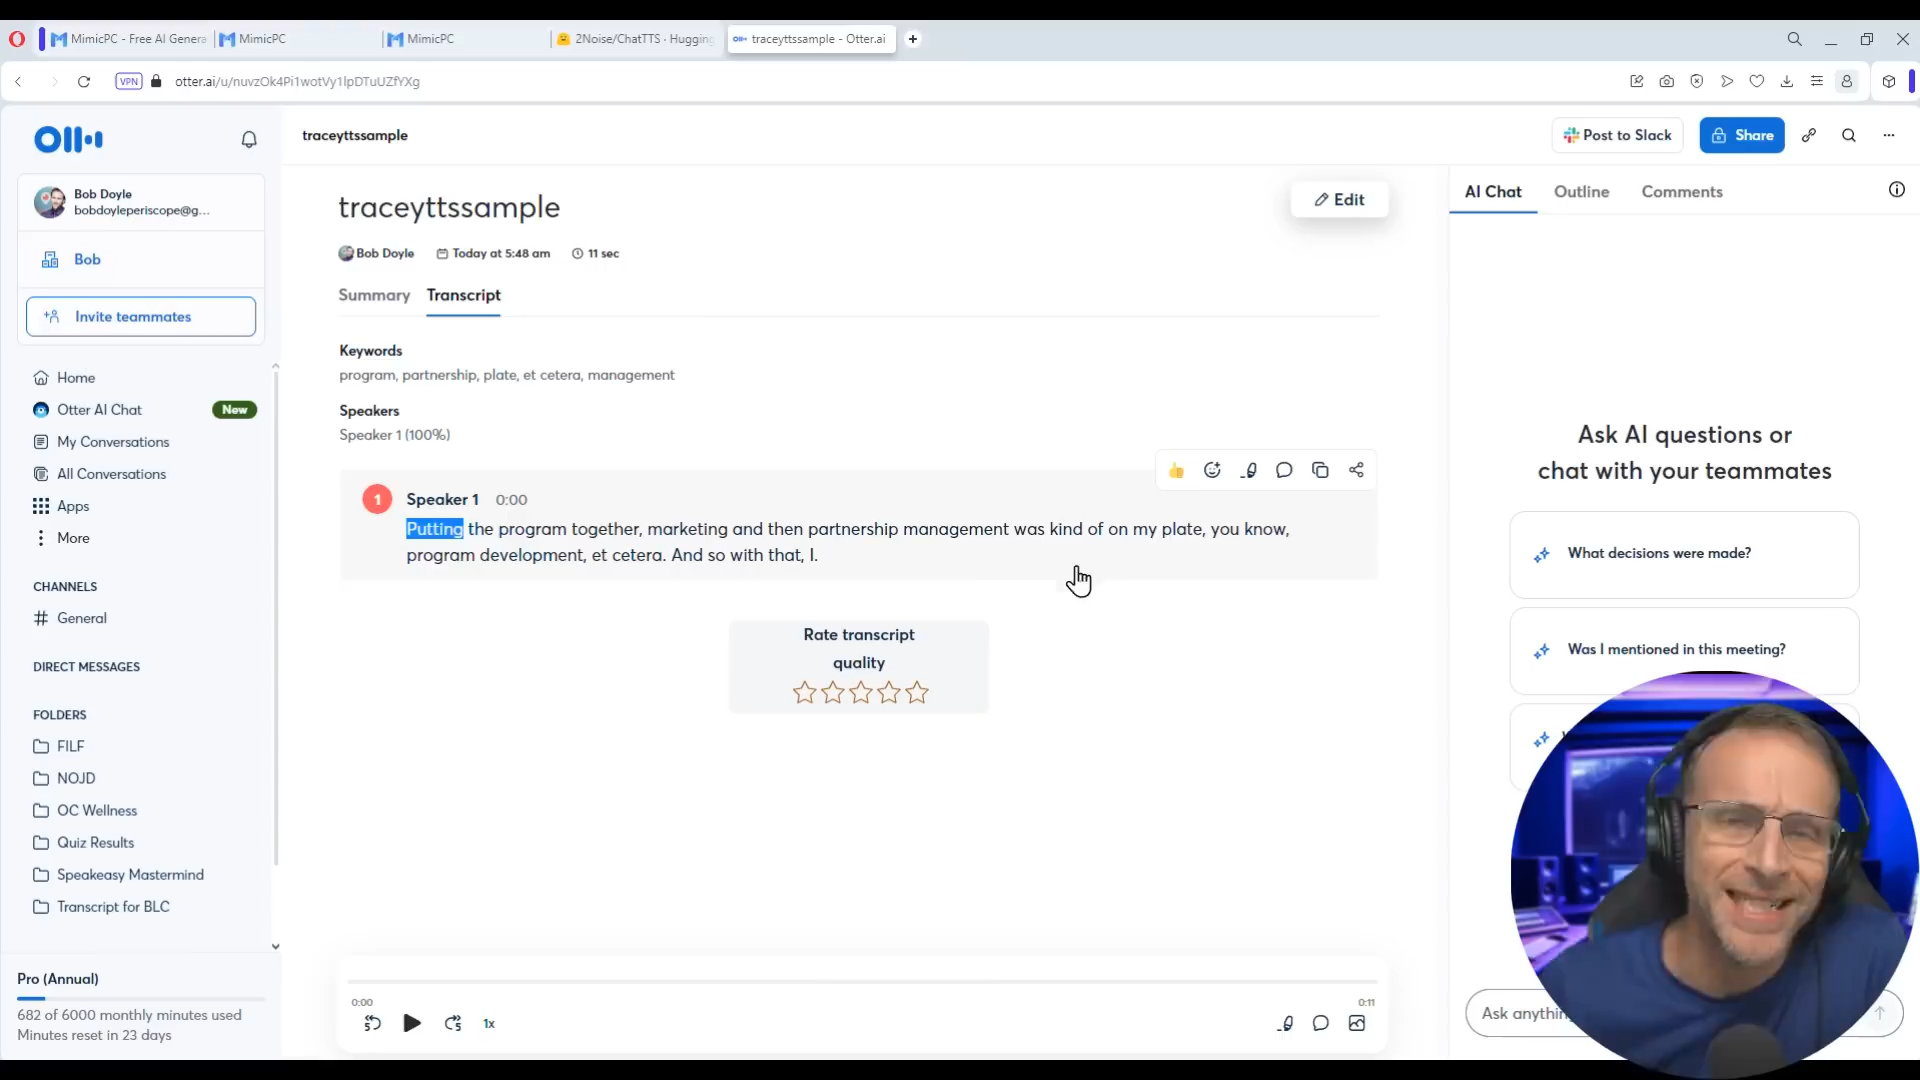 MimicPC - Free AI Genera
MimicPC
MimicPC
2Noise/ChatTTS - Hugging
traceyttssample - Otter.ai
VPN
otter.ai/u/nuvzOk4Pi1wotVy1lpDTuUZfYXg
traceyttssample
Post to Slack
Share
Bob Doyle
bobdoyleperiscope@g...
Bob
Invite teammates
Home
Otter AI Chat
New
My Conversations
All Conversations
Apps
More
CHANNELS
General
DIRECT MESSAGES
FOLDERS
FILF
NOJD
OC Wellness
Quiz Results
Speakeasy Mastermind
Transcript for BLC
Pro (Annual)
682 of 6000 monthly minutes used
Minutes reset in 23 days
traceyttssample
Edit
Bob Doyle
Today at 5:48 am
11 sec
Summary
Transcript
Keywords
program, partnership, plate, et cetera, management
Speakers
Speaker 1 (100%)
1
Speaker 1
0:00
Putting the program together, marketing and then partnership management was kind of on my plate, you know,
program development, et cetera. And so with that, I.
Rate transcript
quality
0:00
0:11
5
5
1x
AI Chat
Outline
Comments
Ask AI questions or
chat with your teammates
What decisions were made?
Was I mentioned in this meeting?
Ask anythin